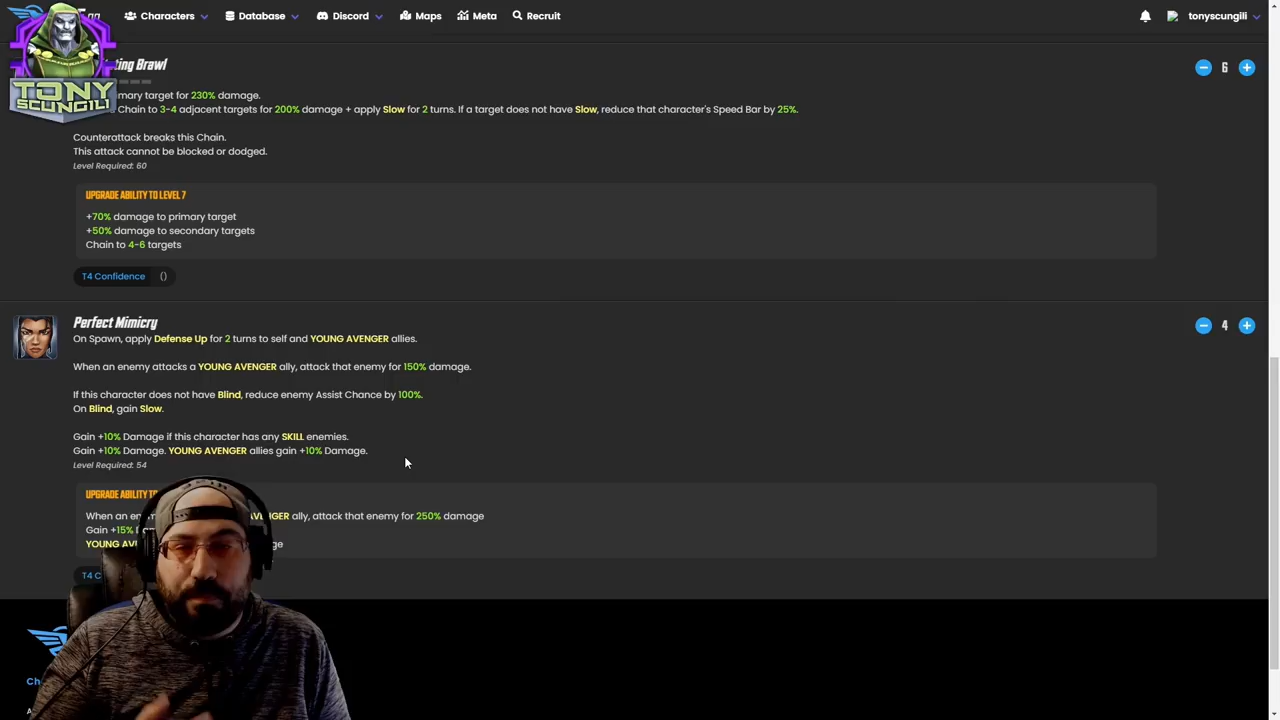 Characters Database Discord Maps Meta Recruit tonyscungili
TONY
SCUNGILI
Brawl
6
target for 230% damage.
Chain to 3-4 adjacent targets for 200% damage + apply Slow for 2 turns. If a target does not have Slow, reduce that character's Speed Bar by 25%.
Counterattack breaks this Chain.
This attack cannot be blocked or dodged.
Level Required: 60
UPGRADE ABILITY TO LEVEL 7
+70% damage to primary target
+50% damage to secondary targets
Chain to 4-6 targets
T4 Confidence ()
Perfect Mimicry
4
On Spawn, apply Defense Up for 2 turns to self and YOUNG AVENGER allies.
When an enemy attacks a YOUNG AVENGER ally, attack that enemy for 150% damage.
If this character does not have Blind, reduce enemy Assist Chance by 100%.
On Blind, gain Slow.
Gain +10% Damage if this character has any SKILL enemies.
Gain +10% Damage. YOUNG AVENGER allies gain +10% Damage.
Level Required: 54
UPGRADE ABILITY
When an ally, attack that enemy for 250% damage
Gain +15%
T4